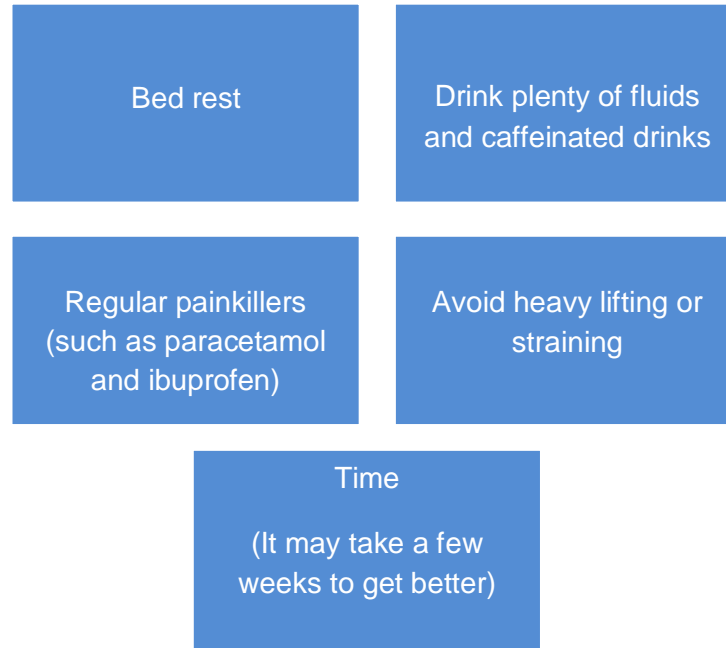 Bed rest
Drink plenty of fluids
and caffeinated drinks
Regular painkillers
(such as paracetamol
and ibuprofen)
Avoid heavy lifting or
straining
Time
(It may take a few
weeks to get better)